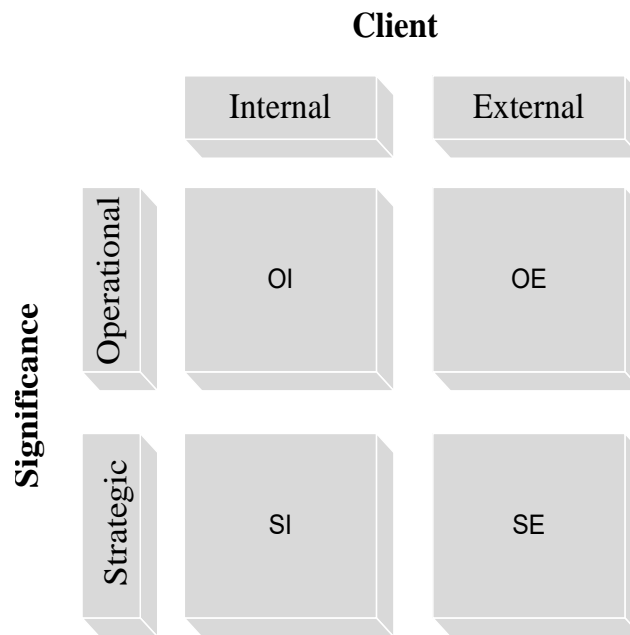 Client
Internal
External
Significance
Operational
OI
OE
Strategic
SI
SE